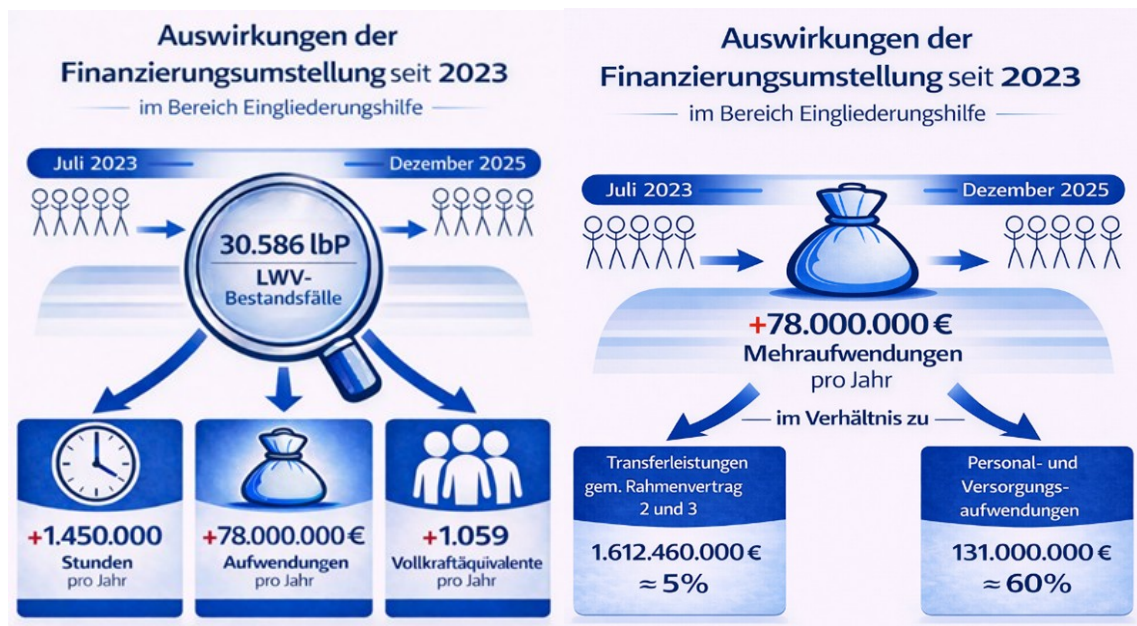 Auswirkungen der
Finanzierungsumstellung seit 2023
im Bereich Eingliederungshilfe
Juli 2023
Dezember 2025
30.586 lbP
LWV-
Bestandsfälle
+1.450.000
Stunden
pro Jahr
+78.000.000 €
Aufwendungen
pro Jahr
+1.059
Vollkraftäquivalente
pro Jahr
Auswirkungen der
Finanzierungsumstellung seit 2023
im Bereich Eingliederungshilfe
Juli 2023
Dezember 2025
+78.000.000 €
Mehraufwendungen
pro Jahr
im Verhältnis zu
Transferleistungen
gem. Rahmenvertrag
2 und 3
1.612.460.000 €
≈ 5%
Personal- und
Versorgungs-
aufwendungen
131.000.000 €
≈ 60%